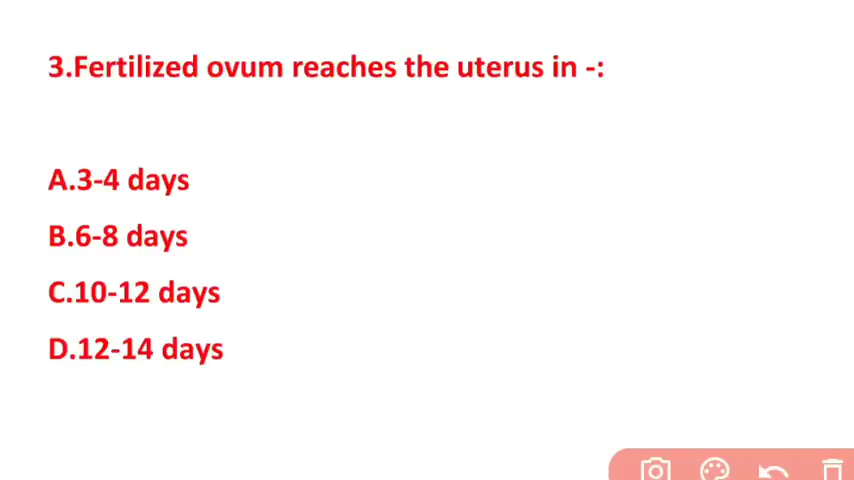 3.Fertilized ovum reaches the uterus in -:
A.3-4 days
B.6-8 days
C.10-12 days
D.12-14 days